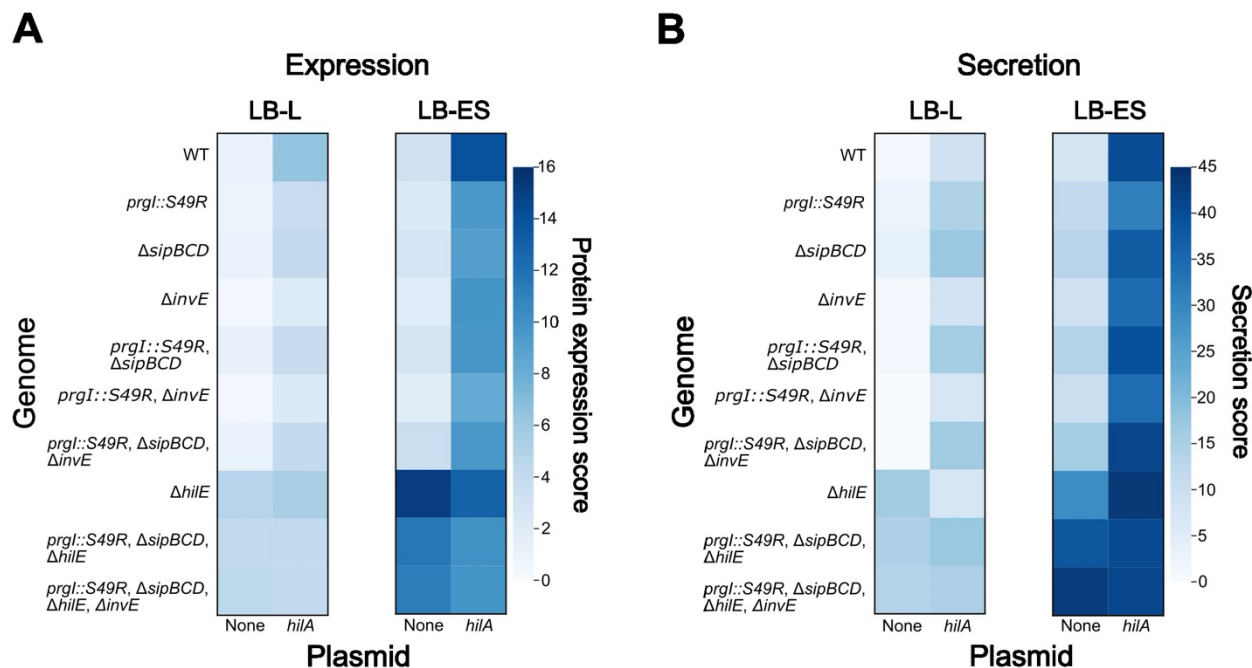 A
Expression
LB-L
LB-ES
WT
prgI::S49R
ΔsipBCD
ΔinvE
prgI::S49R,
ΔsipBCD
prgI::S49R, ΔinvE
prgI::S49R, ΔsipBCD,
ΔinvE
ΔhilE
prgI::S49R, ΔsipBCD,
ΔhilE
prgI::S49R, ΔsipBCD,
ΔhilE, ΔinvE
Genome
None
hilA
None
hilA
Plasmid
16
14
12
10
8
6
4
2
0
Protein expression score
B
Secretion
LB-L
LB-ES
WT
prgI::S49R
ΔsipBCD
ΔinvE
prgI::S49R,
ΔsipBCD
prgI::S49R, ΔinvE
prgI::S49R, ΔsipBCD,
ΔinvE
ΔhilE
prgI::S49R, ΔsipBCD,
ΔhilE
prgI::S49R, ΔsipBCD,
ΔhilE, ΔinvE
Genome
None
hilA
None
hilA
Plasmid
45
40
35
30
25
20
15
10
5
0
Secretion score